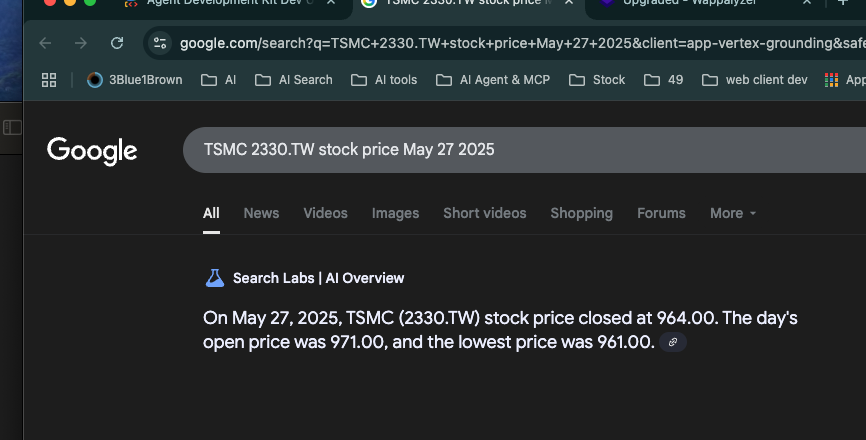 Agent Development Kit Dev
TSMC 2330.TW stock price
Upgraded - Wappalyzer
google.com/search?q=TSMC+2330.TW+stock+price+May+27+2025&client=app-vertex-grounding&safe
3Blue1Brown AI AI Search AI tools AI Agent & MCP Stock 49 web client dev App
Google
TSMC 2330.TW stock price May 27 2025
All News Videos Images Short videos Shopping Forums More
Search Labs | AI Overview
On May 27, 2025, TSMC (2330.TW) stock price closed at 964.00. The day's
open price was 971.00, and the lowest price was 961.00.